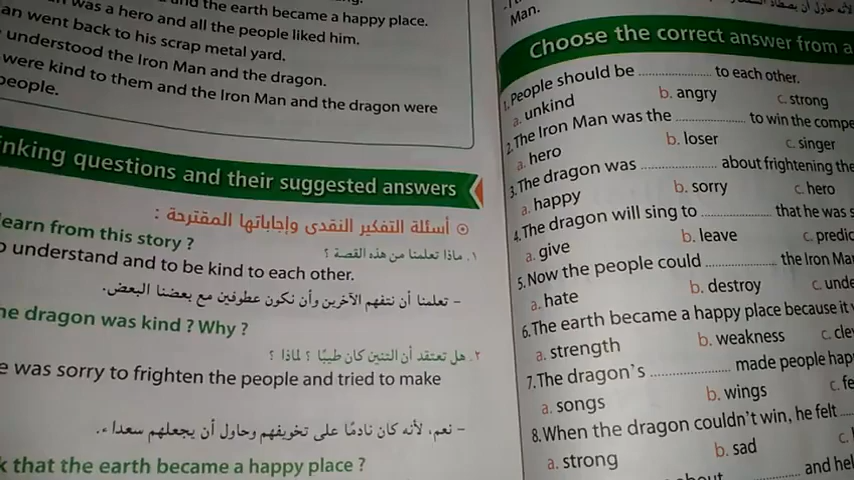 and the earth became a happy place.
was a hero and all the people liked him.
an went back to his scrap metal yard.
understood the Iron Man and the dragon.
were kind to them and the Iron Man and the dragon were
people.
inking questions and their suggested answers
أسئلة التفكير النقدى وإجاباتها المقترحة :
learn from this story ?
١. ماذا تعلمنا من هذه القصة ؟
o understand and to be kind to each other.
– تعلمنا أن نتفهم الآخرين وأن نكون عطوفين مع بعضنا البعض.
he dragon was kind ? Why ?
٢. هل تعتقد أن التنين كان طيبًا ؟ لماذا ؟
e was sorry to frighten the people and tried to make
– نعم، لأنه كان نادمًا على تخويفهم وحاول أن يجعلهم سعداء.
k that the earth became a happy place ?
Man.
Choose the correct answer from a
1.People should be .................... to each other.
a. unkind b. angry c. strong
2.The Iron Man was the .................... to win the compe
a. hero b. loser c. singer
3.The dragon was .................... about frightening the
a. happy b. sorry c. hero
4.The dragon will sing to .................... that he was s
a. give b. leave c. predic
5.Now the people could .................... the Iron Man
a. hate b. destroy c. unde
6.The earth became a happy place because it
a. strength b. weakness c. cle
7.The dragon's .................... made people hap
a. songs b. wings c. fe
8.When the dragon couldn't win, he felt ....
a. strong b. sad c.
about .................... and hel